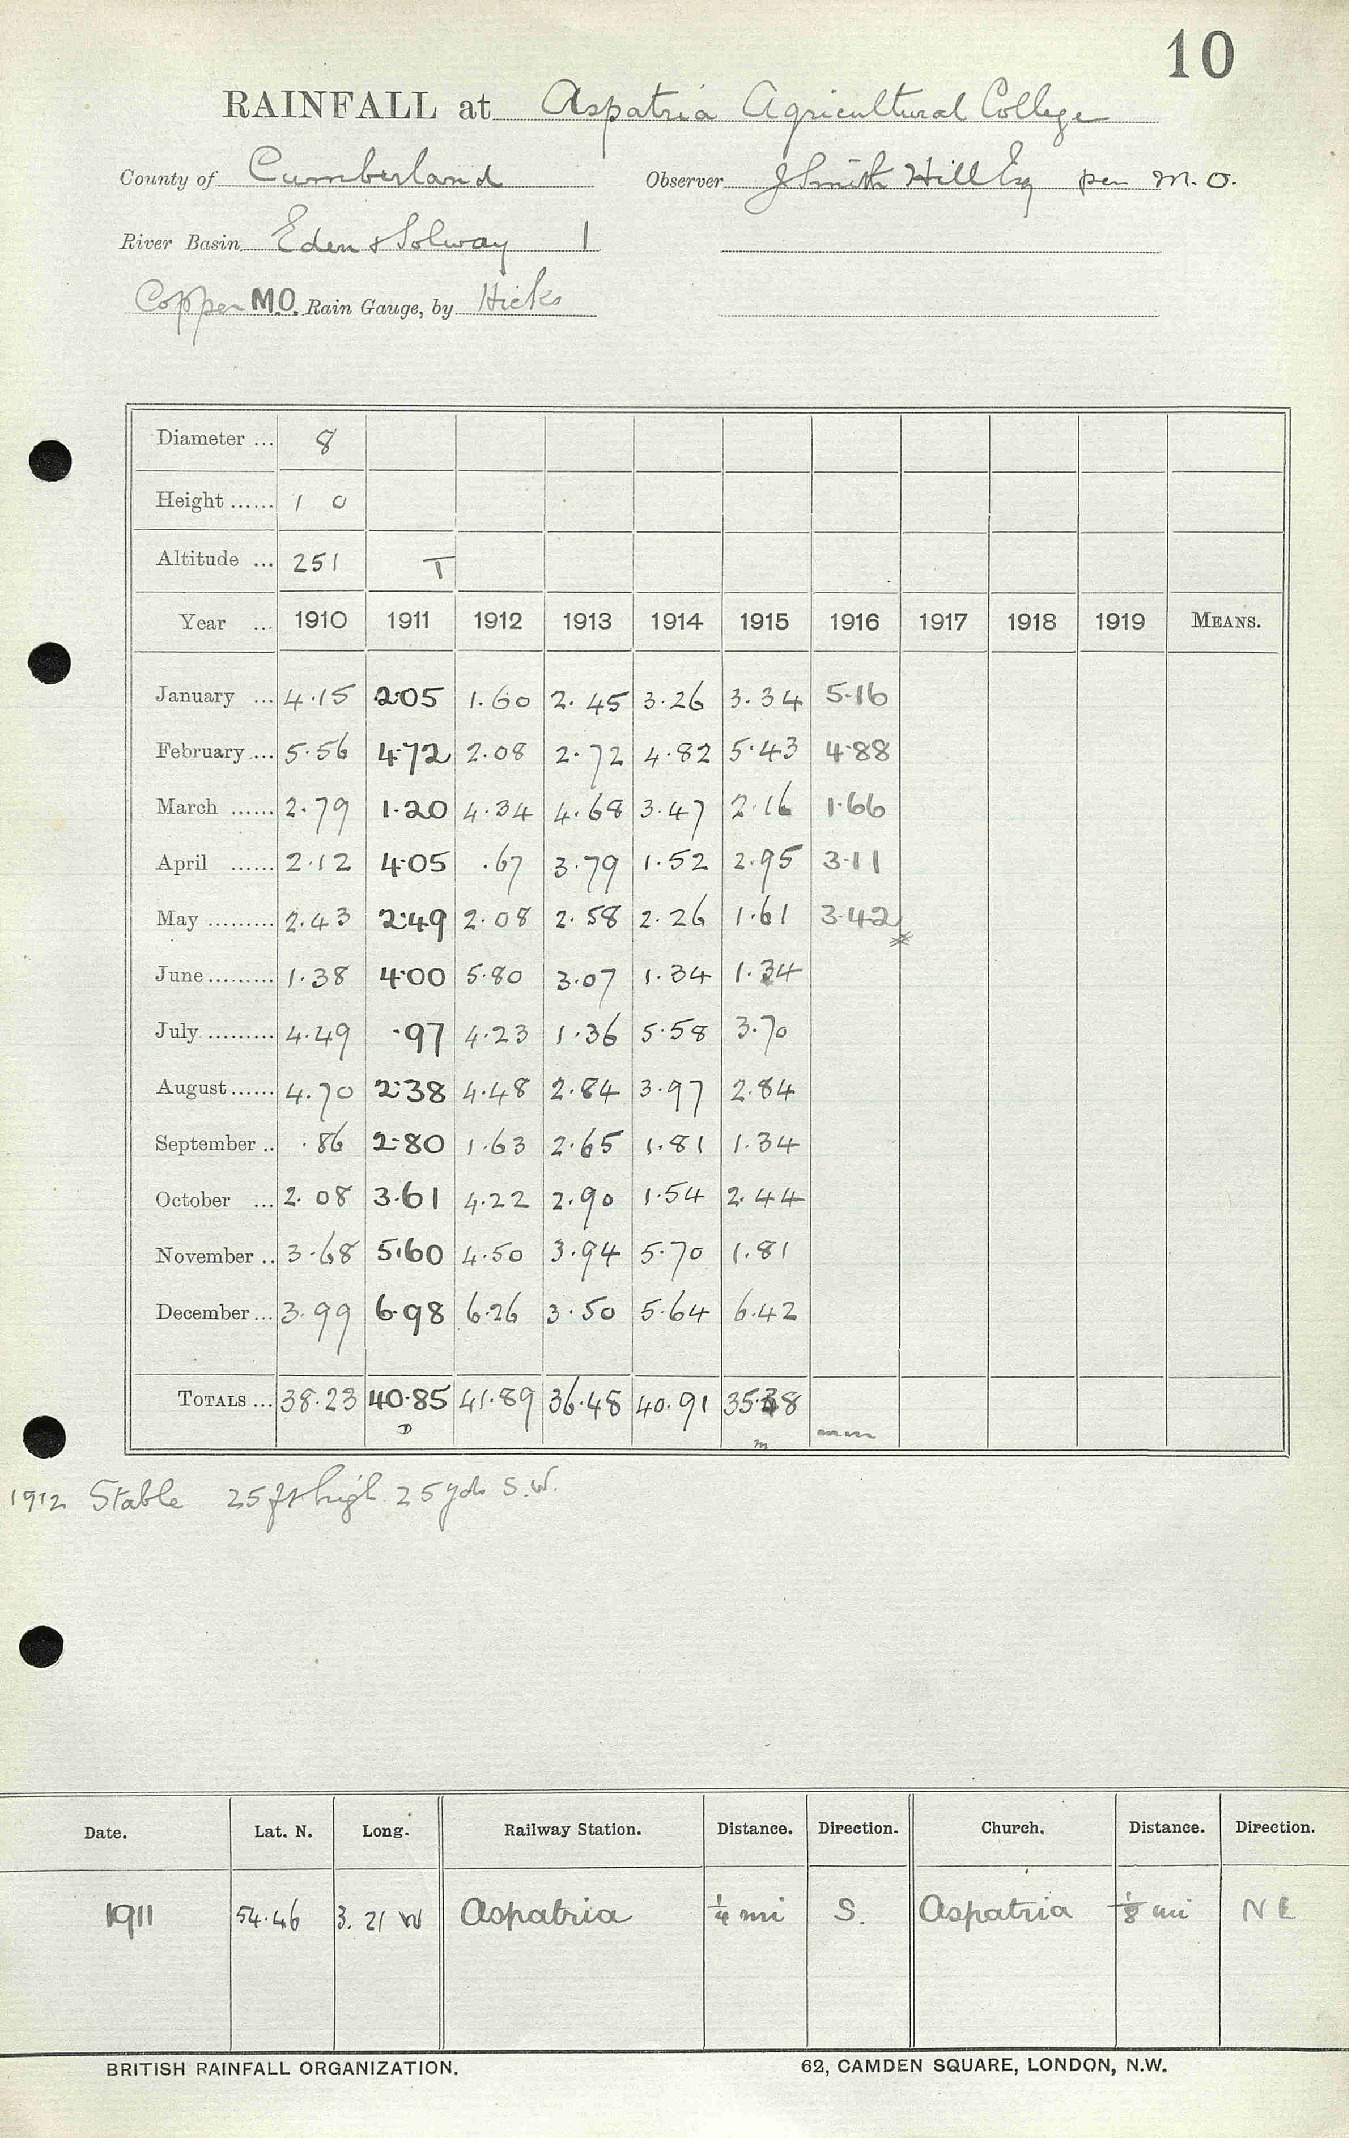 10
RAINFALL at Aspatria Agricultural College
County of Cumberland Observer J Smith Hill Esq per M.O.
River Basin Eden & Solway 1
Copper M.O. Rain Gauge, by Hicks
Diameter ... 8
Height ...... 1 0
Altitude ... 251 T
Year ... 1910 1911 1912 1913 1914 1915 1916 1917 1918 1919 MEANS.
January ... 4.15 2.05 1.60 2.45 3.26 3.34 5.16
February ... 5.56 4.72 2.08 2.72 4.82 5.43 4.88
March ...... 2.79 1.20 4.34 4.68 3.47 2.16 1.66
April ...... 2.12 4.05 .67 3.79 1.52 2.95 3.11
May ......... 2.43 2.49 2.08 2.58 2.26 1.61 3.42 *
June ......... 1.38 4.00 5.80 3.07 1.34 1.34
July ......... 4.49 .97 4.23 1.36 5.58 3.70
August ...... 4.70 2.38 4.48 2.84 3.97 2.84
September .. .86 2.80 1.63 2.65 1.81 1.34
October ... 2.08 3.61 4.22 2.90 1.54 2.44
November .. 3.68 5.60 4.50 3.94 5.70 1.81
December ... 3.99 6.98 6.26 3.50 5.64 6.42
TOTALS ... 38.23 40.85 41.89 36.48 40.91 35.38
D m
1912 Stable 25 ft high 25 yds S.W.
Date. Lat. N. Long. Railway Station. Distance. Direction. Church. Distance. Direction.
1911 54.46 3. 21 W Aspatria 1/4 mi S. Aspatria 1/8 mi N E
BRITISH RAINFALL ORGANIZATION. 62, CAMDEN SQUARE, LONDON, N.W.